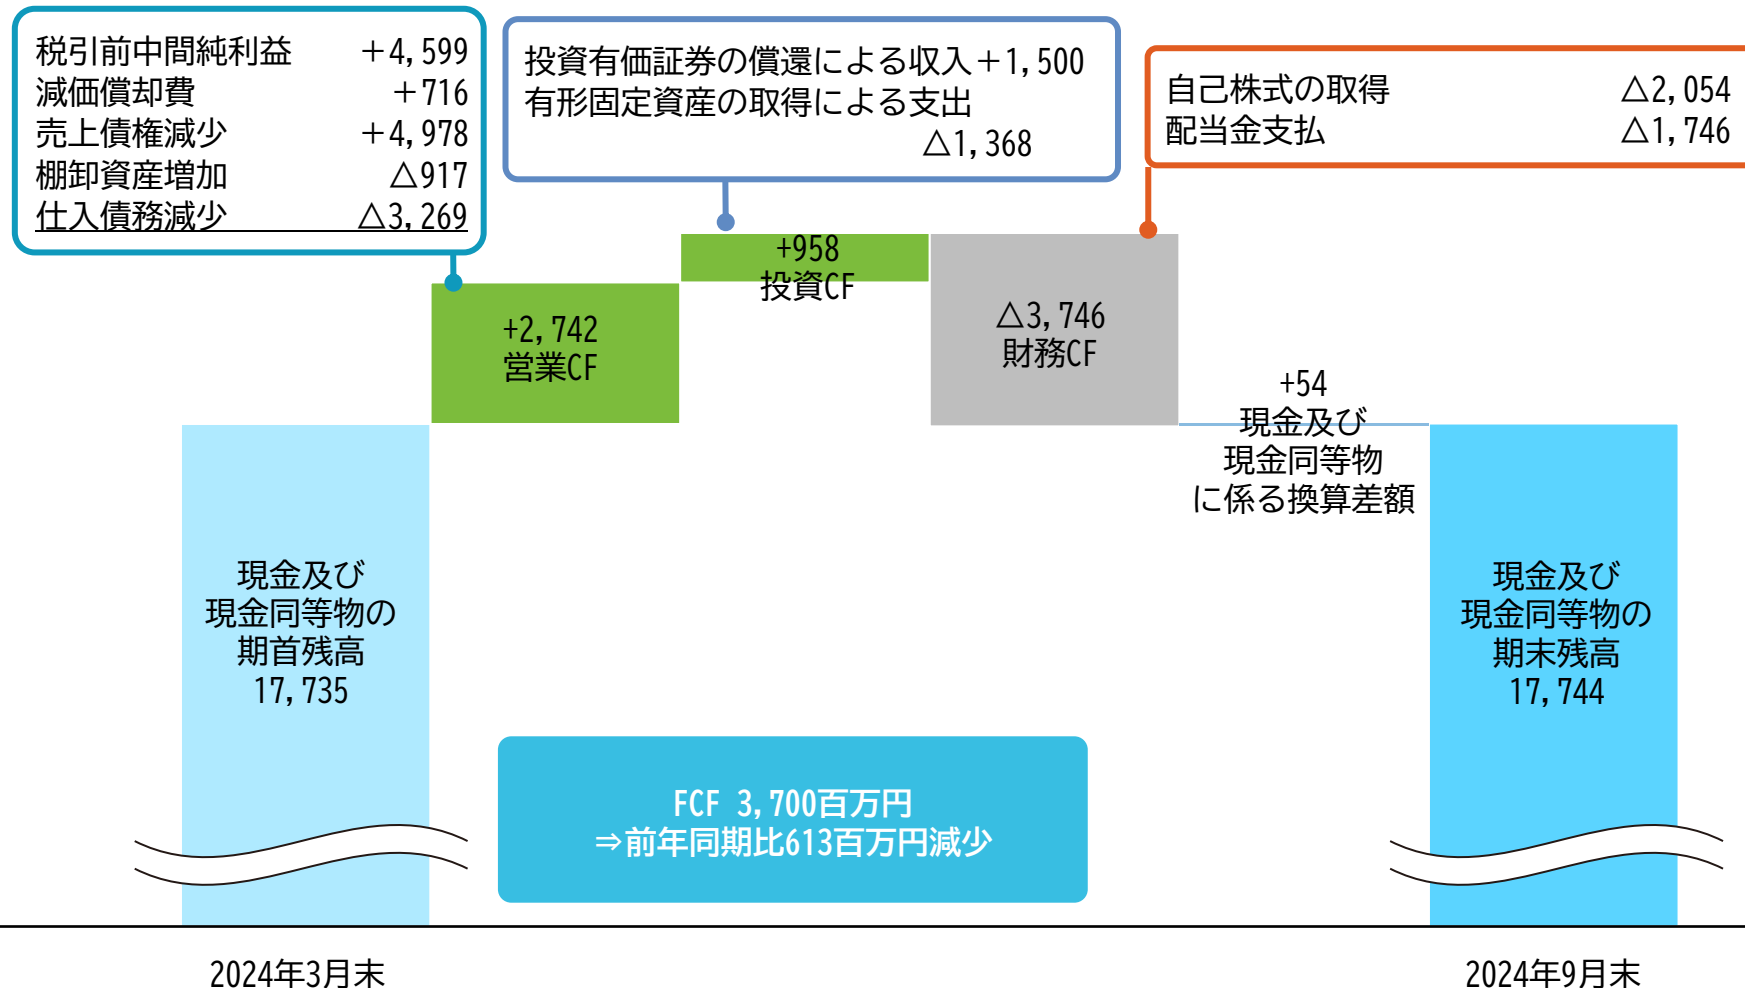 税引前中間純利益 ＋4,599
減価償却費 ＋716
売上債権減少 ＋4,978
棚卸資産増加 △917
仕入債務減少 △3,269
投資有価証券の償還による収入＋1,500
有形固定資産の取得による支出
△1,368
自己株式の取得 △2,054
配当金支払 △1,746
+958
投資CF
+2,742
営業CF
△3,746
財務CF
+54
現金及び
現金同等物
に係る換算差額
現金及び
現金同等物の
期首残高
17,735
現金及び
現金同等物の
期末残高
17,744
FCF 3,700百万円
⇒前年同期比613百万円減少
2024年3月末
2024年9月末